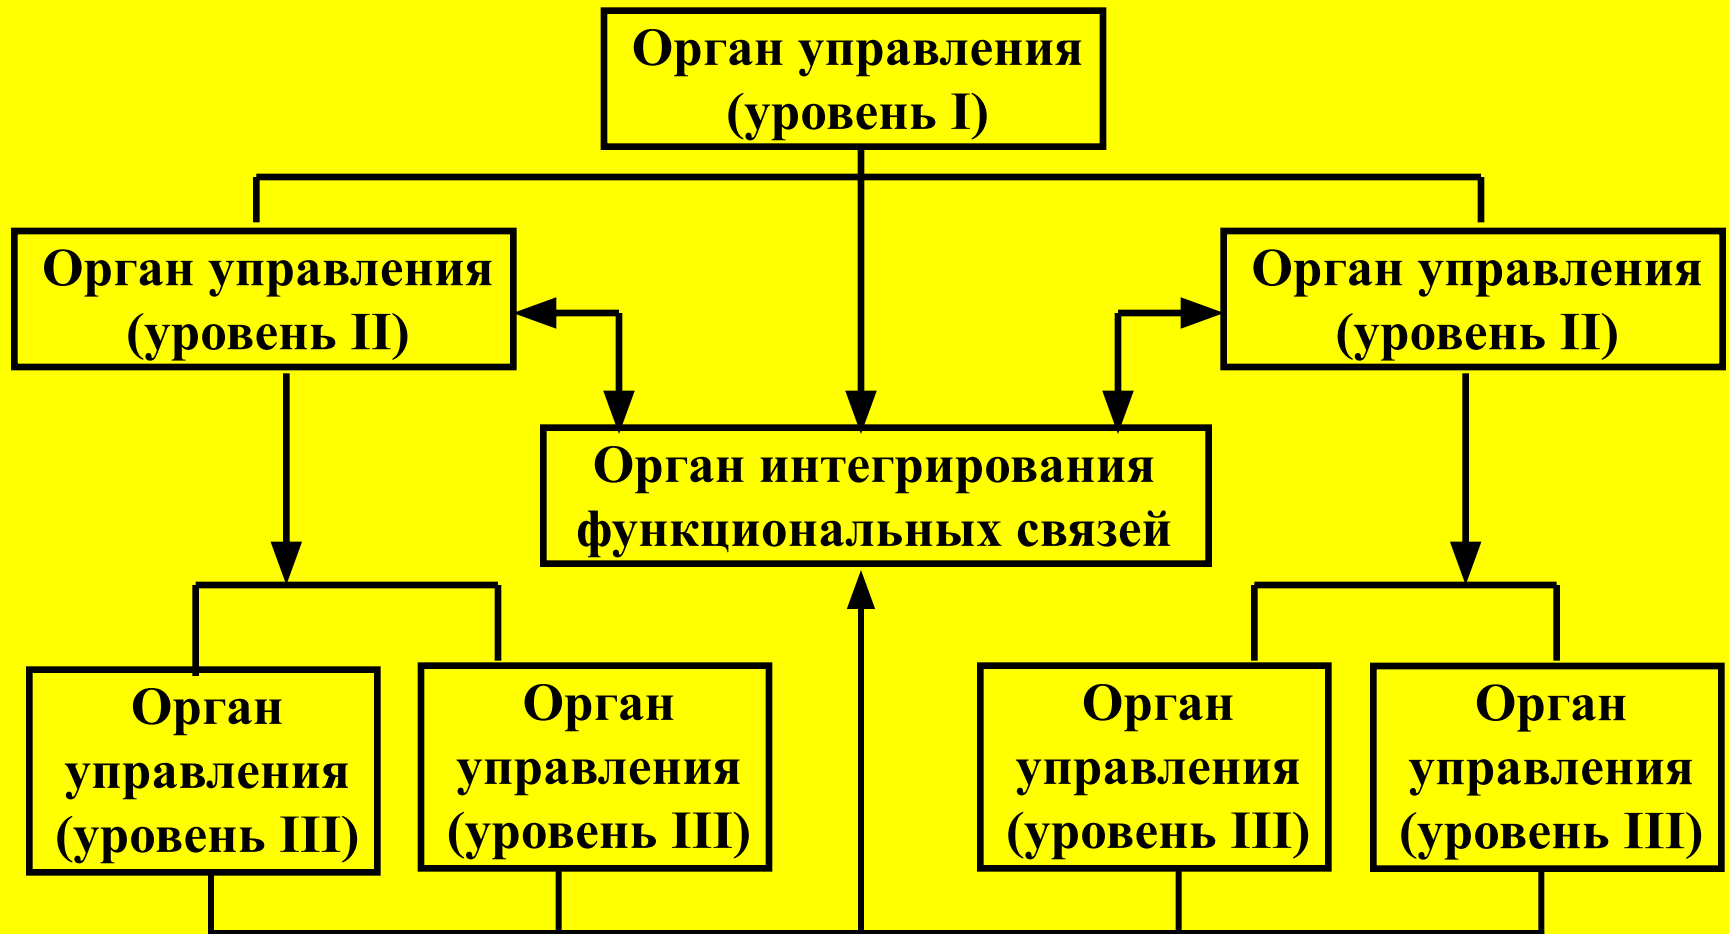 Орган управления
(уровень I)
Орган управления
(уровень II)
Орган управления
(уровень II)
Орган интегрирования
функциональных связей
Орган
управления
(уровень III)
Орган
управления
(уровень III)
Орган
управления
(уровень III)
Орган
управления
(уровень III)